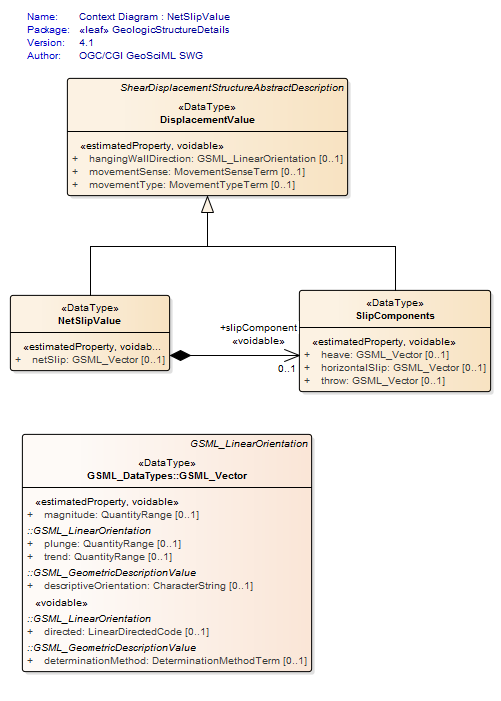 Name: Context Diagram : NetSlipValue
Package: «leaf» GeologicStructureDetails
Version: 4.1
Author: OGC/CGI GeoSciML SWG
ShearDisplacementStructureAbstractDescription
«DataType»
DisplacementValue
«estimatedProperty, voidable»
+ hangingWallDirection: GSML_LinearOrientation [0..1]
+ movementSense: MovementSenseTerm [0..1]
+ movementType: MovementTypeTerm [0..1]
«DataType»
NetSlipValue
«estimatedProperty, voidab...
+ netSlip: GSML_Vector [0..1]
+slipComponent
«voidable»
0..1
«DataType»
SlipComponents
«estimatedProperty, voidable»
+ heave: GSML_Vector [0..1]
+ horizontalSlip: GSML_Vector [0..1]
+ throw: GSML_Vector [0..1]
GSML_LinearOrientation
«DataType»
GSML_DataTypes::GSML_Vector
«estimatedProperty, voidable»
+ magnitude: QuantityRange [0..1]
::GSML_LinearOrientation
+ plunge: QuantityRange [0..1]
+ trend: QuantityRange [0..1]
::GSML_GeometricDescriptionValue
+ descriptiveOrientation: CharacterString [0..1]
«voidable»
::GSML_LinearOrientation
+ directed: LinearDirectedCode [0..1]
::GSML_GeometricDescriptionValue
+ determinationMethod: DeterminationMethodTerm [0..1]